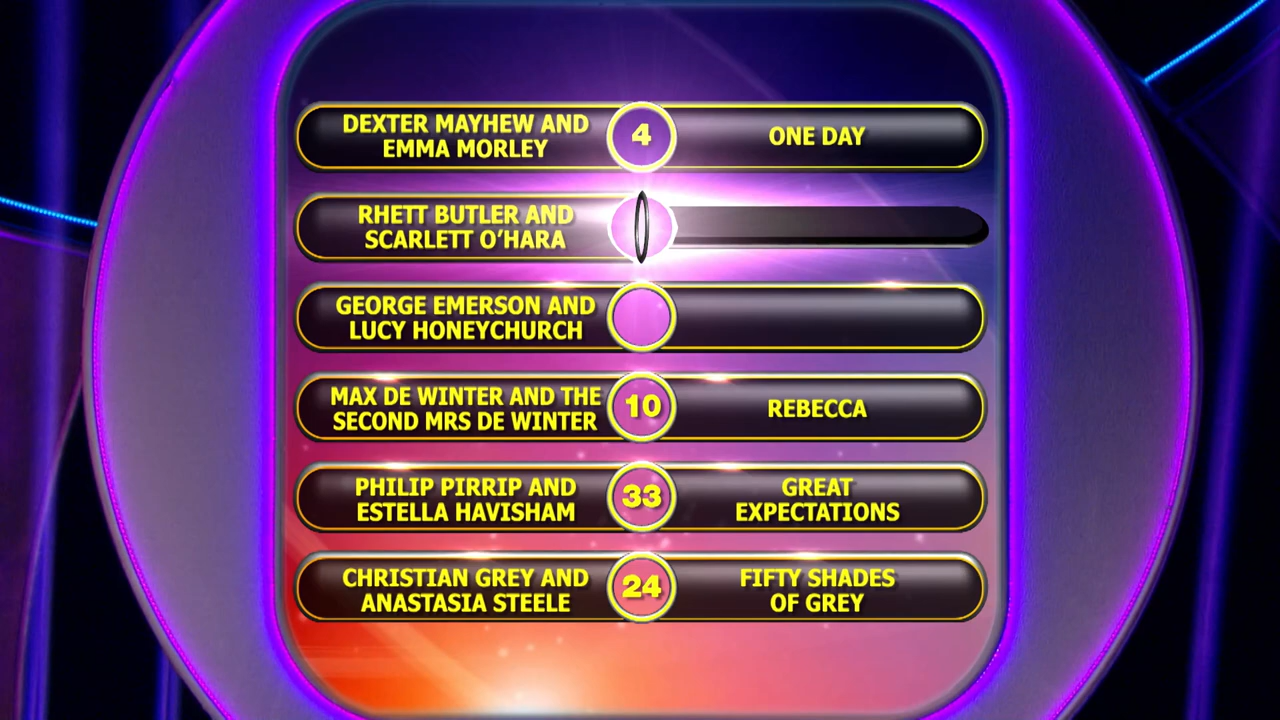 DEXTER MAYHEW AND
EMMA MORLEY
4
ONE DAY
RHETT BUTLER AND
SCARLETT O'HARA
GEORGE EMERSON AND
LUCY HONEYCHURCH
MAX DE WINTER AND THE
SECOND MRS DE WINTER
10
REBECCA
PHILIP PIRRIP AND
ESTELLA HAVISHAM
33
GREAT
EXPECTATIONS
CHRISTIAN GREY AND
ANASTASIA STEELE
24
FIFTY SHADES
OF GREY